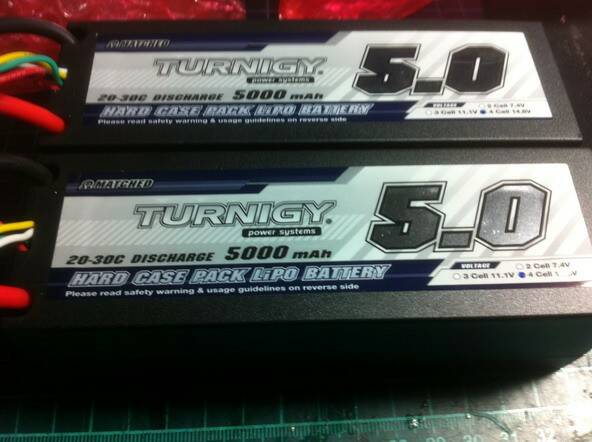 MATCHED
TURNIGY®
power systems
5.0
20-30C DISCHARGE 5000 mAh
HARD CASE PACK LiPO BATTERY
Please read safety warning & usage guidelines on reverse side
VOLTAGE 2 Cell 7.4V
3 Cell 11.1V 4 Cell 14.8V
MATCHED
TURNIGY®
power systems
5.0
20-30C DISCHARGE 5000 mAh
HARD CASE PACK LiPO BATTERY
Please read safety warning & usage guidelines on reverse side
VOLTAGE 2 Cell 7.4V
3 Cell 11.1V 4 Cell